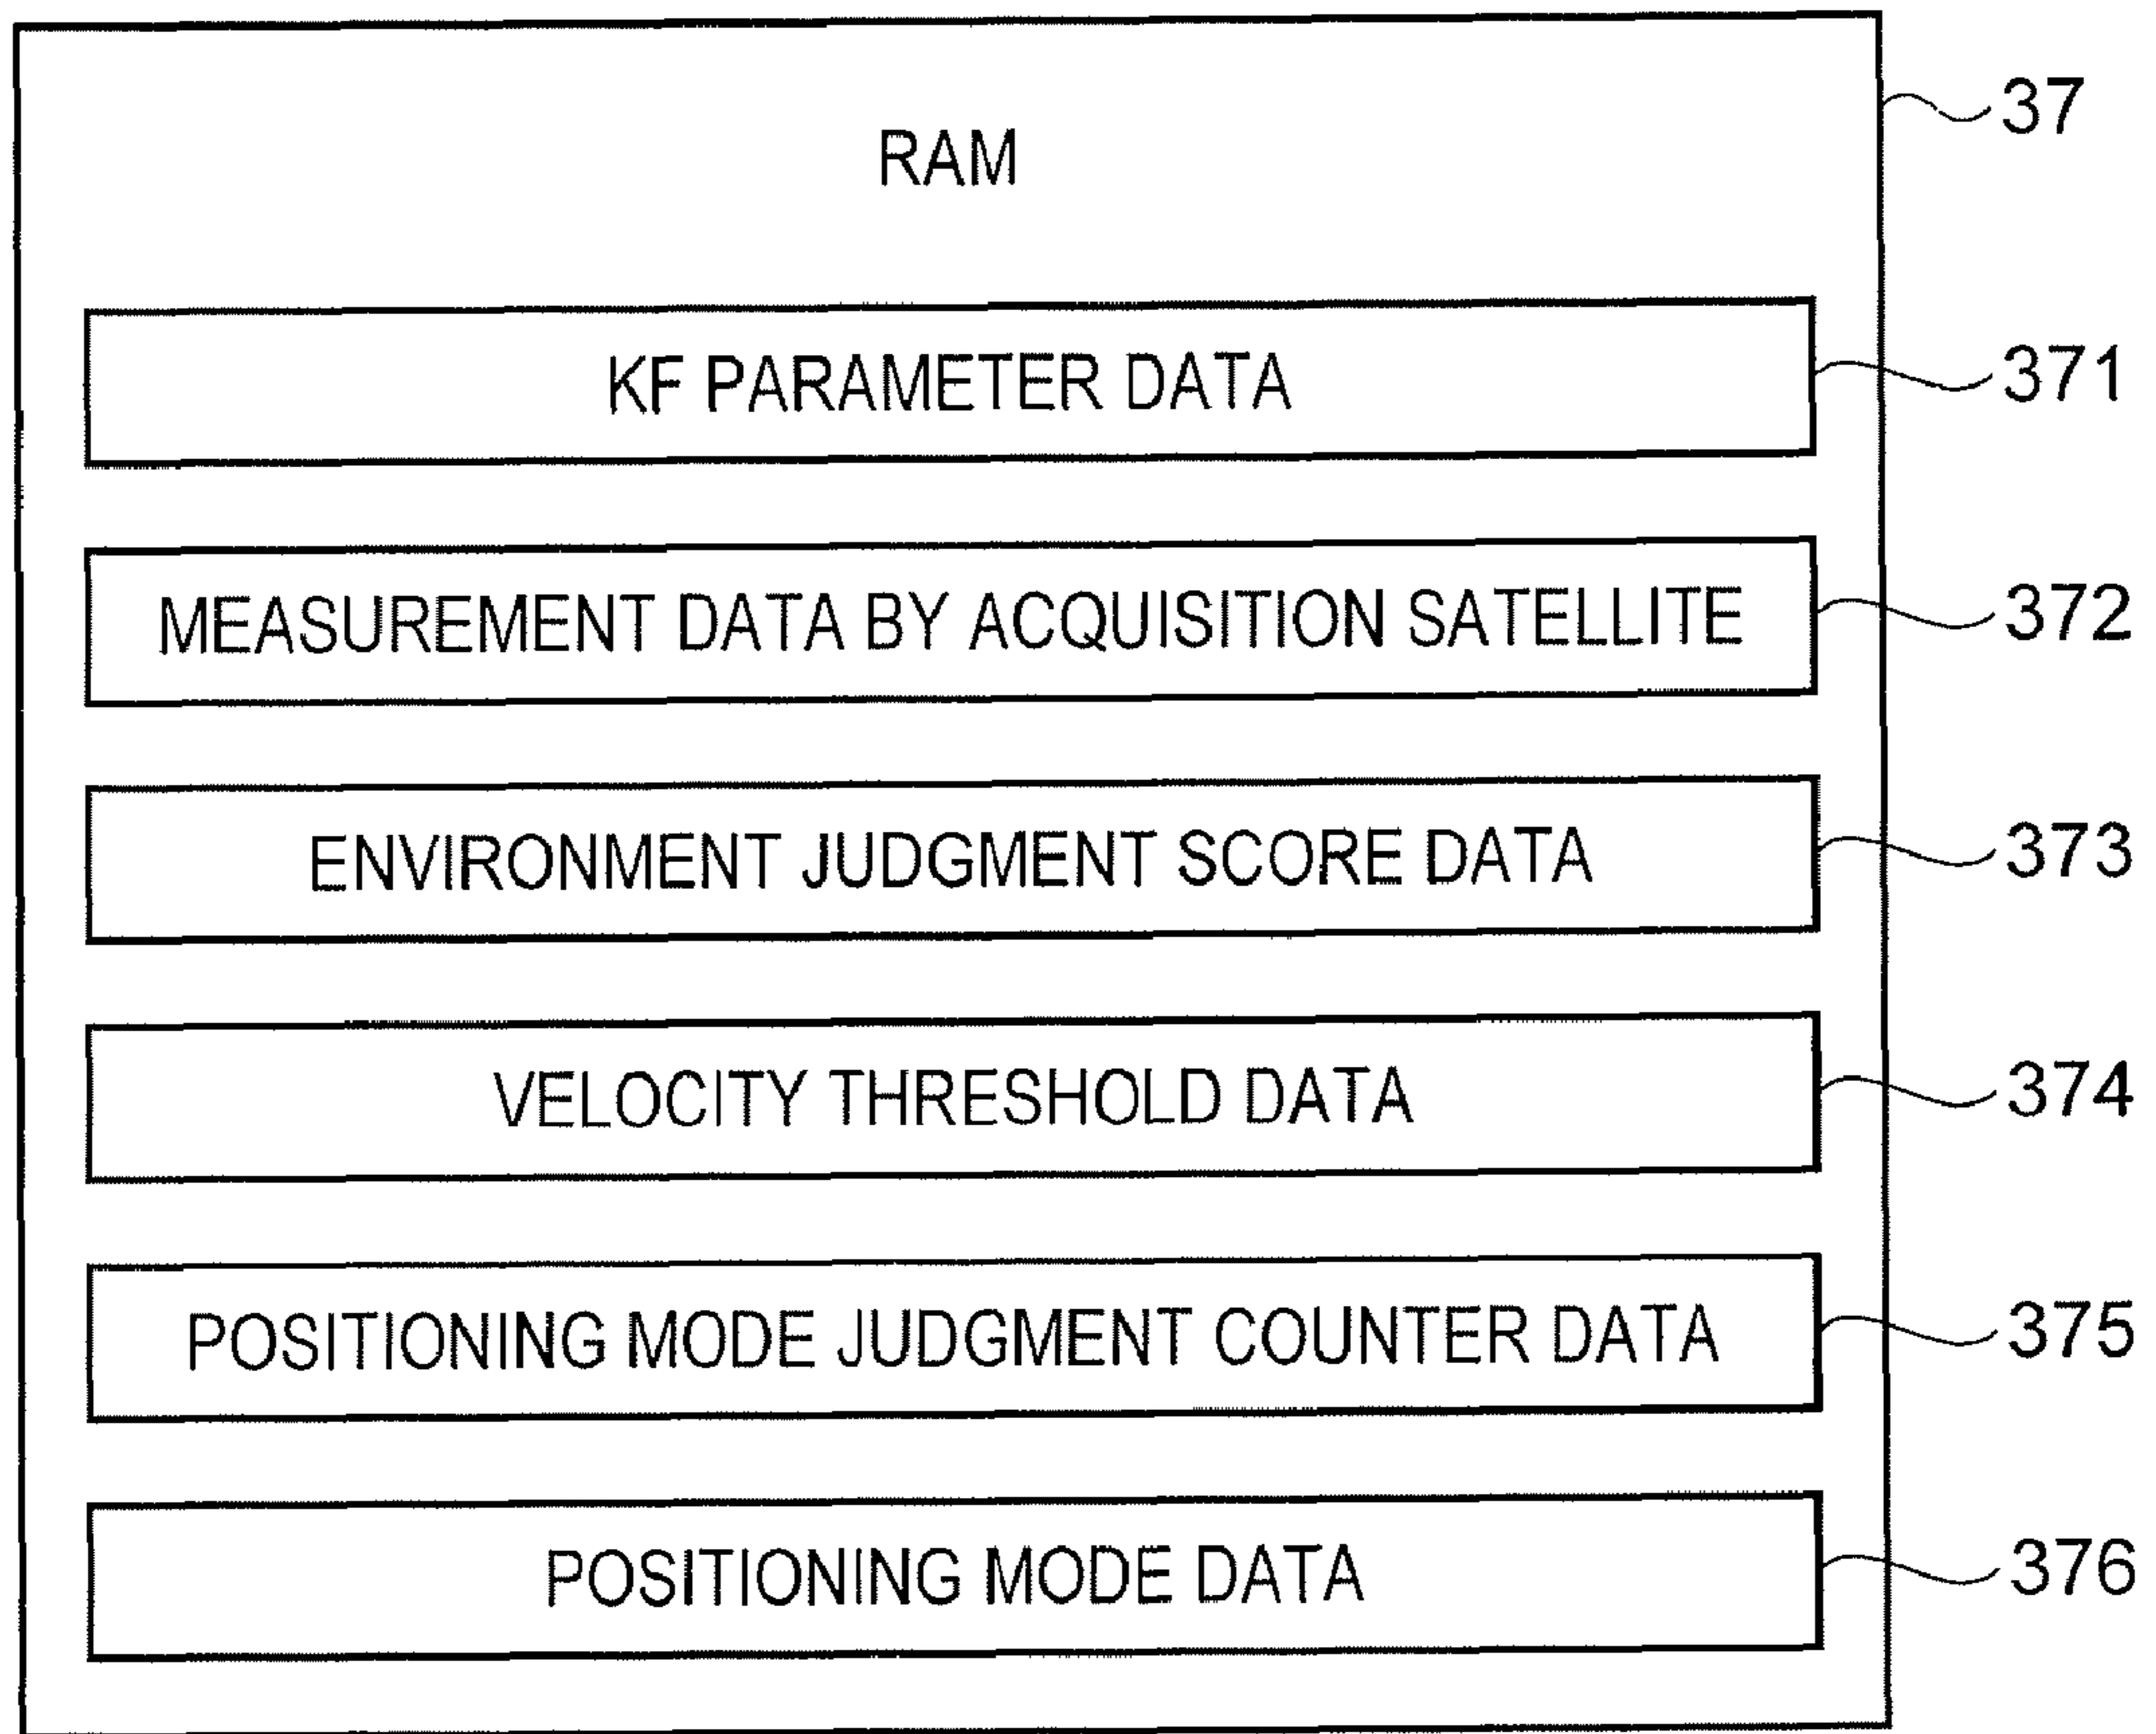 RAM
37
KF PARAMETER DATA
371
MEASUREMENT DATA BY ACQUISITION SATELLITE
372
ENVIRONMENT JUDGMENT SCORE DATA
373
VELOCITY THRESHOLD DATA
374
POSITIONING MODE JUDGMENT COUNTER DATA
375
POSITIONING MODE DATA
376